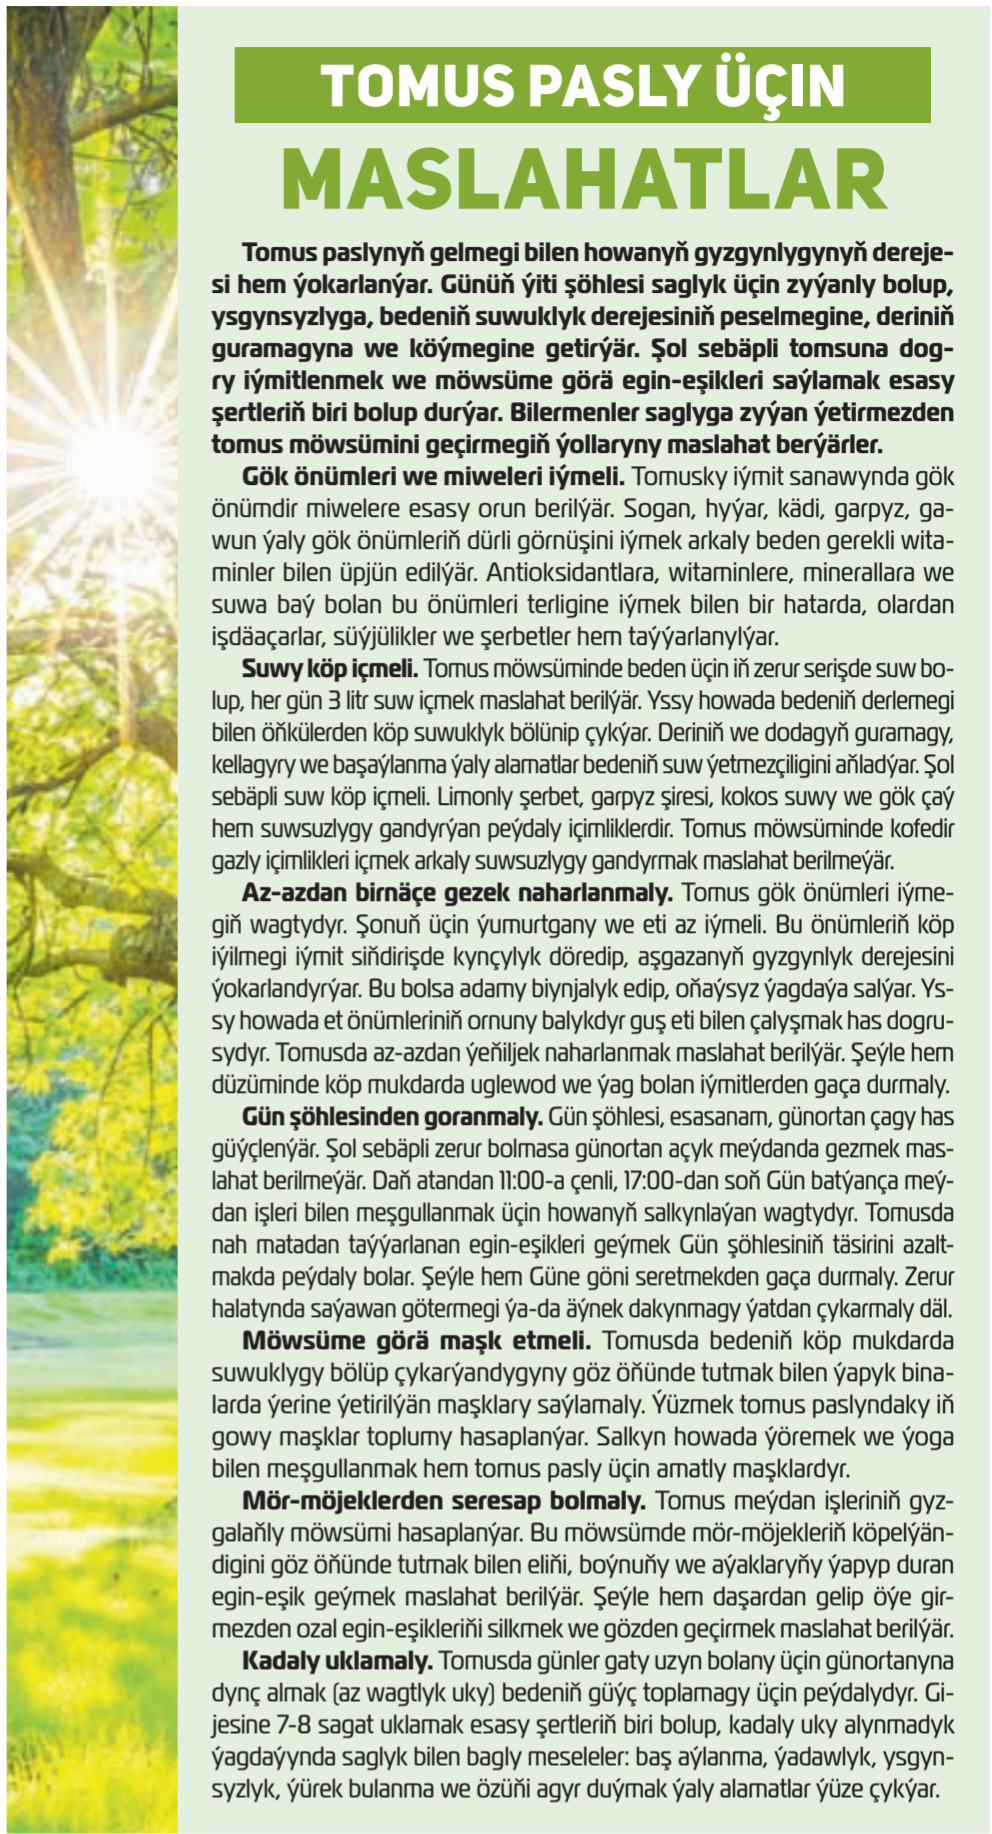 TOMUS PASLY ÜÇIN
MASLAHATLAR
Tomus paslynyň gelmegi bilen howanyň gyzgynlygynyň dereje-
si hem ýokarlanýar. Günüň ýiti şöhlesi saglyk üçin zyýanly bolup,
ysgynsyzlyga, bedeniň suwuklyk derejesiniň peselmegine, deriniň
guramagyna we köýmegine getirýär. Şol sebäpli tomsuna dog-
ry iýmitlenmek we möwsüme görä egin-eşikleri saýlamak esasy
şertleriň biri bolup durýar. Bilermenler saglyga zyýan ýetirmezden
tomus möwsümini geçirmegiň ýollaryny maslahat berýärler.
Gök önümleri we miweleri iýmeli. Tomusky iýmit sanawynda gök
önümdir miwelere esasy orun berilýär. Sogan, hyýar, kädi, garpyz, ga-
wun ýaly gök önümleriň dürli görnüşini iýmek arkaly beden gerekli wita-
minler bilen üpjün edilýär. Antioksidantlara, witaminlere, minerallara we
suwa baý bolan bu önümleri terligine iýmek bilen bir hatarda, olardan
işdäaçarlar, süýjülikler we şerbetler hem taýýarlanylýar.
Suwy köp içmeli. Tomus möwsüminde beden üçin iň zerur serişde suw bo-
lup, her gün 3 litr suw içmek maslahat berilýär. Yssy howada bedeniň derlemegi
bilen öňkülerden köp suwuklyk bölünip çykýar. Deriniň we dodagyň guramagy,
kellagyry we başaýlanma ýaly alamatlar bedeniň suw ýetmezçiligini aňladýar. Şol
sebäpli suw köp içmeli. Limonly şerbet, garpyz şiresi, kokos suwy we gök çaý
hem suwsuzlygy gandyrýan peýdaly içimliklerdir. Tomus möwsüminde kofedir
gazly içimlikleri içmek arkaly suwsuzlygy gandyrmak maslahat berilmeýär.
Az-azdan birnäçe gezek naharlanmaly. Tomus gök önümleri iýme-
giň wagtydyr. Şonuň üçin ýumurtgany we eti az iýmeli. Bu önümleriň köp
iýilmegi iýmit siňdirişde kynçylyk döredip, aşgazanyň gyzgynlyk derejesini
ýokarlandyrýar. Bu bolsa adamy biynjalyk edip, oňaýsyz ýagdaýa salýar. Ys-
sy howada et önümleriniň ornuny balykdyr guş eti bilen çalyşmak has dogru-
sydyr. Tomusda az-azdan ýeňiljek naharlanmak maslahat berilýär. Şeýle hem
düzüminde köp mukdarda uglewod we ýag bolan iýmitlerden gaça durmaly.
Gün şöhlesinden goranmaly. Gün şöhlesi, esasanam, günortan çagy has
güýçlenýär. Şol sebäpli zerur bolmasa günortan açyk meýdanda gezmek mas-
lahat berilmeýär. Daň atandan 11:00-a çenli, 17:00-dan soň Gün batýança meý-
dan işleri bilen meşgullanmak üçin howanyň salkynlaýan wagtydyr. Tomusda
nah matadan taýýarlanan egin-eşikleri geýmek Gün şöhlesiniň täsirini azalt-
makda peýdaly bolar. Şeýle hem Güne göni seretmekden gaça durmaly. Zerur
halatynda saýawan götermegi ýa-da äýnek dakynmagy ýatdan çykarmaly däl.
Möwsüme görä maşk etmeli. Tomusda bedeniň köp mukdarda
suwuklygy bölüp çykarýandygyny göz öňünde tutmak bilen ýapyk bina-
larda ýerine ýetirilýän maşklary saýlamaly. Ýüzmek tomus paslyndaky iň
gowy maşklar toplumy hasaplanýar. Salkyn howada ýöremek we ýoga
bilen meşgullanmak hem tomus pasly üçin amatly maşklardyr.
Mör-möjeklerden seresap bolmaly. Tomus meýdan işleriniň gyz-
galaňly möwsümi hasaplanýar. Bu möwsümde mör-möjekleriň köpelýän-
digini göz öňünde tutmak bilen eliňi, boýnuňy we aýaklaryňy ýapyp duran
egin-eşik geýmek maslahat berilýär. Şeýle hem daşardan gelip öýe gir-
mezden ozal egin-eşikleriňi silkmek we gözden geçirmek maslahat berilýär.
Kadaly uklamaly. Tomusda günler gaty uzyn bolany üçin günortanyna
dynç almak (az wagtlyk uky) bedeniň güýç toplamagy üçin peýdalydyr. Gi-
jesine 7-8 sagat uklamak esasy şertleriň biri bolup, kadaly uky alynmadyk
ýagdaýynda saglyk bilen bagly meseleler: baş aýlanma, ýadawlyk, ysgyn-
syzlyk, ýürek bulanma we özüňi agyr duýmak ýaly alamatlar ýüze çykýar.